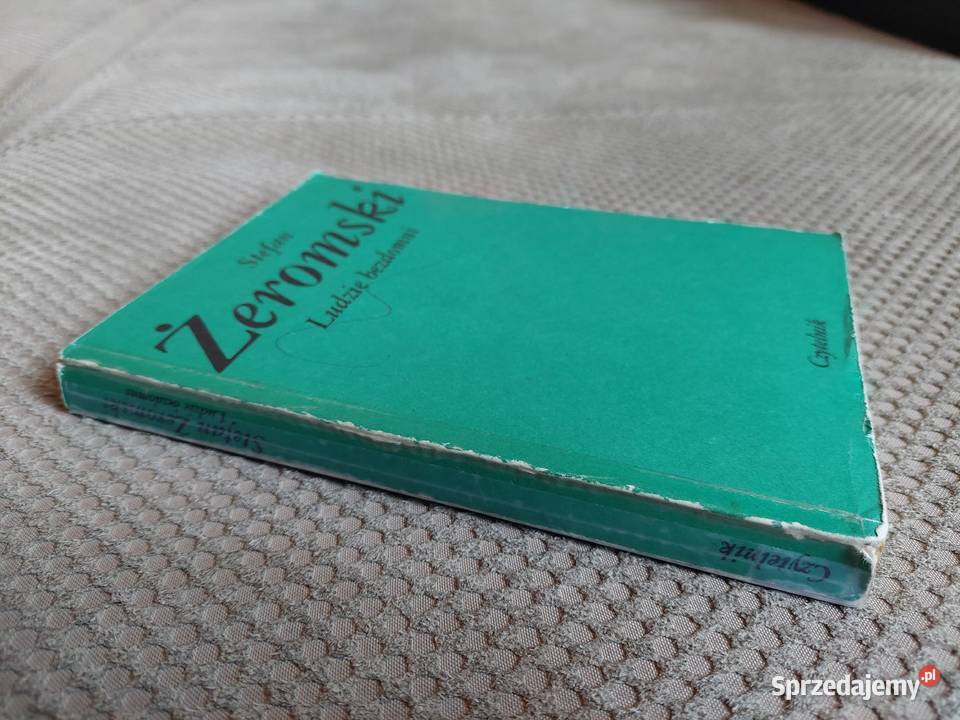 Stefan
Żeromski
Ludzie bezdomni
Czytelnik
Stefan Żeromski
Ludzie bezdomni
Czytelnik
Sprzedajemy.pl